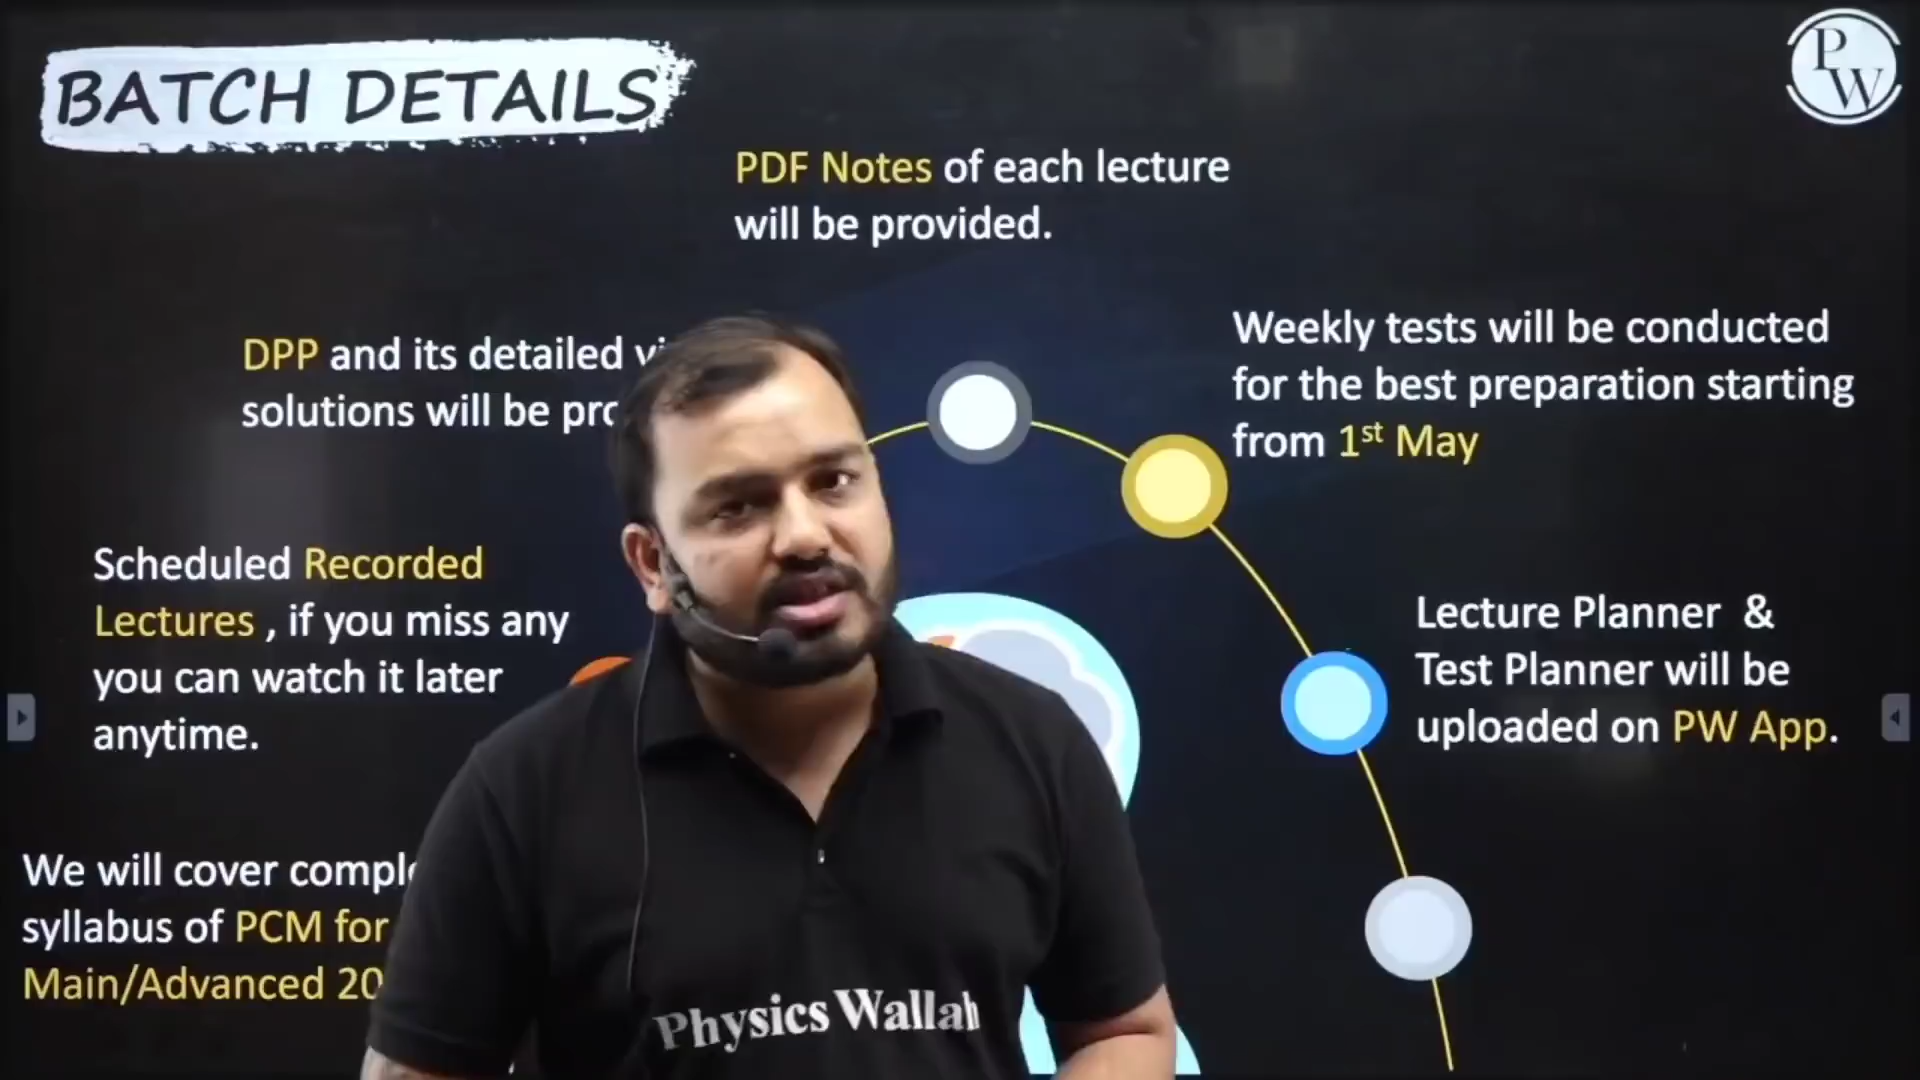 BATCH DETAILS
PW
PDF Notes of each lecture
will be provided.
DPP and its detailed
solutions will be
Weekly tests will be conducted
for the best preparation starting
from 1st May
Scheduled Recorded
Lectures , if you miss any
you can watch it later
anytime.
Lecture Planner &
Test Planner will be
uploaded on PW App.
We will cover
syllabus of PCM for
Main/Advanced
Physics Wallah